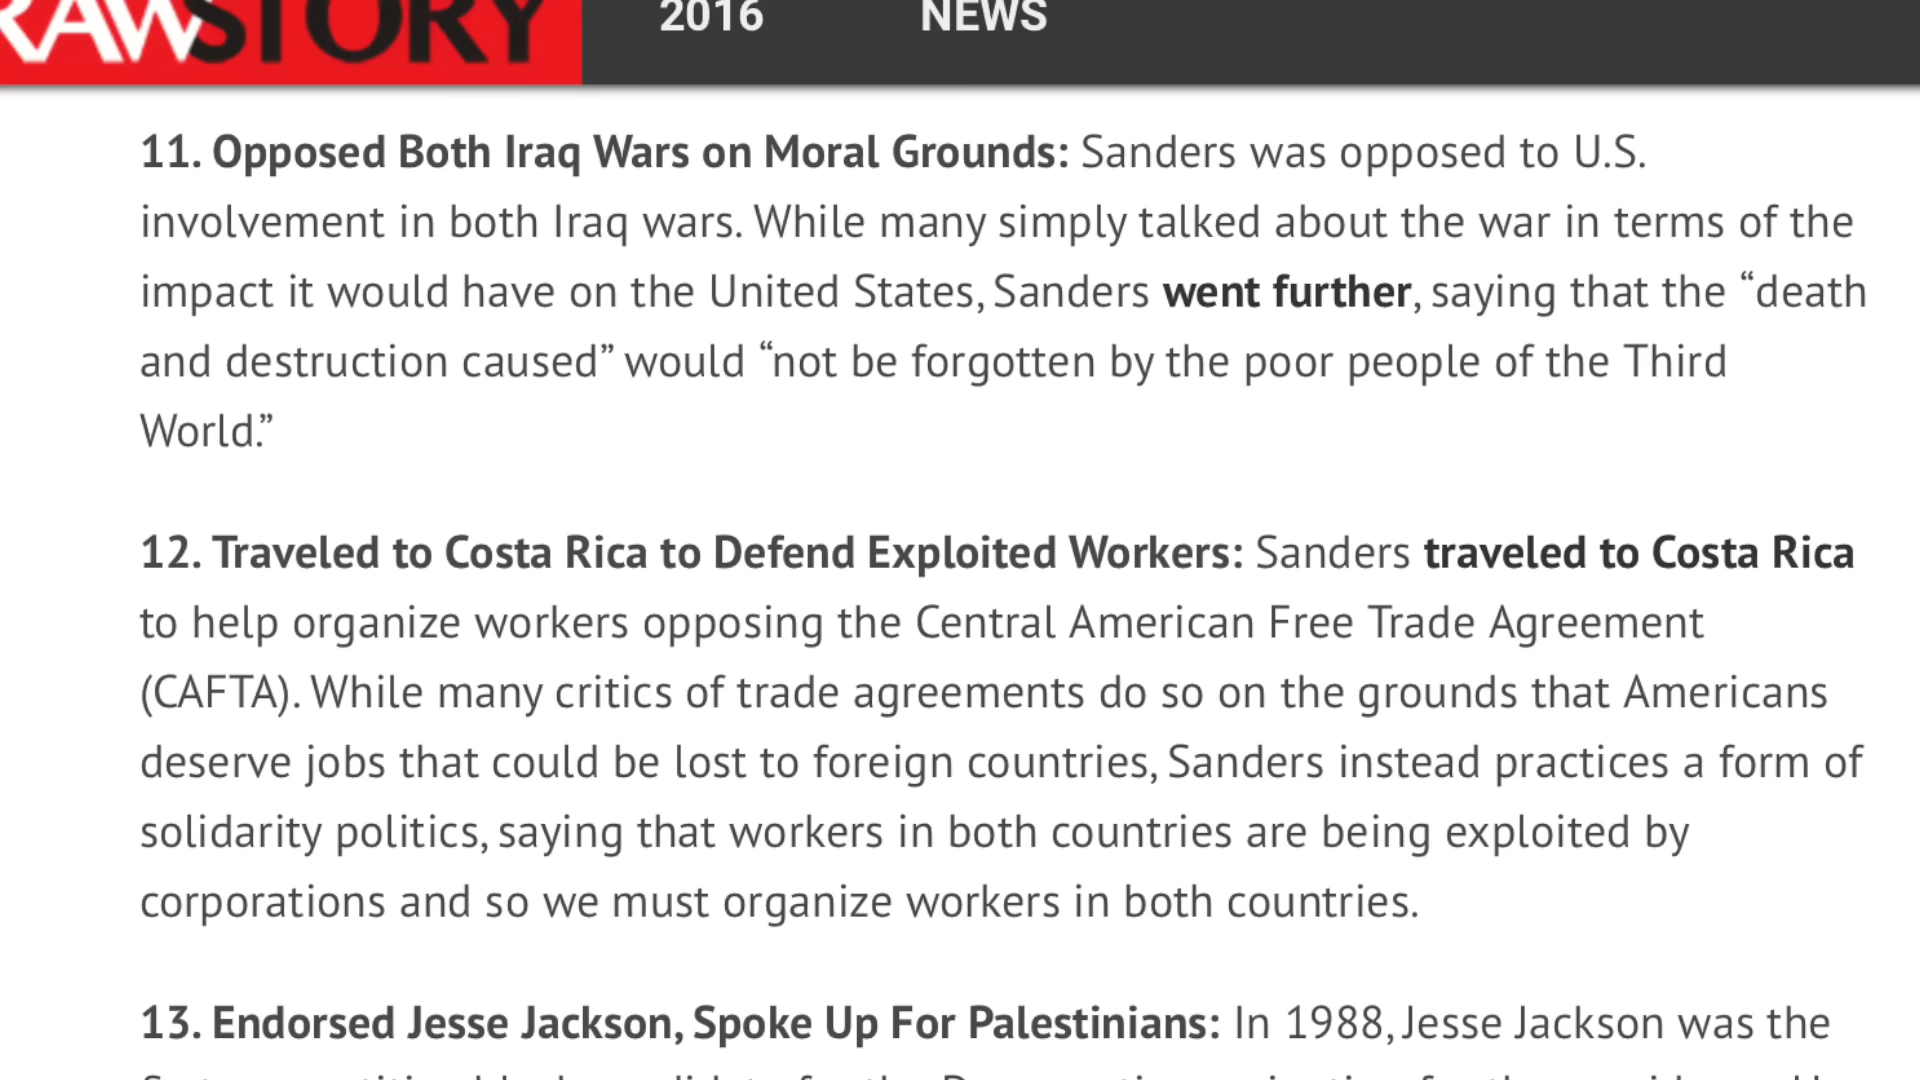 RAW STORY 2016 NEWS
11. Opposed Both Iraq Wars on Moral Grounds: Sanders was opposed to U.S.
involvement in both Iraq wars. While many simply talked about the war in terms of the
impact it would have on the United States, Sanders went further, saying that the “death
and destruction caused” would “not be forgotten by the poor people of the Third
World.”
12. Traveled to Costa Rica to Defend Exploited Workers: Sanders traveled to Costa Rica
to help organize workers opposing the Central American Free Trade Agreement
(CAFTA). While many critics of trade agreements do so on the grounds that Americans
deserve jobs that could be lost to foreign countries, Sanders instead practices a form of
solidarity politics, saying that workers in both countries are being exploited by
corporations and so we must organize workers in both countries.
13. Endorsed Jesse Jackson, Spoke Up For Palestinians: In 1988, Jesse Jackson was the